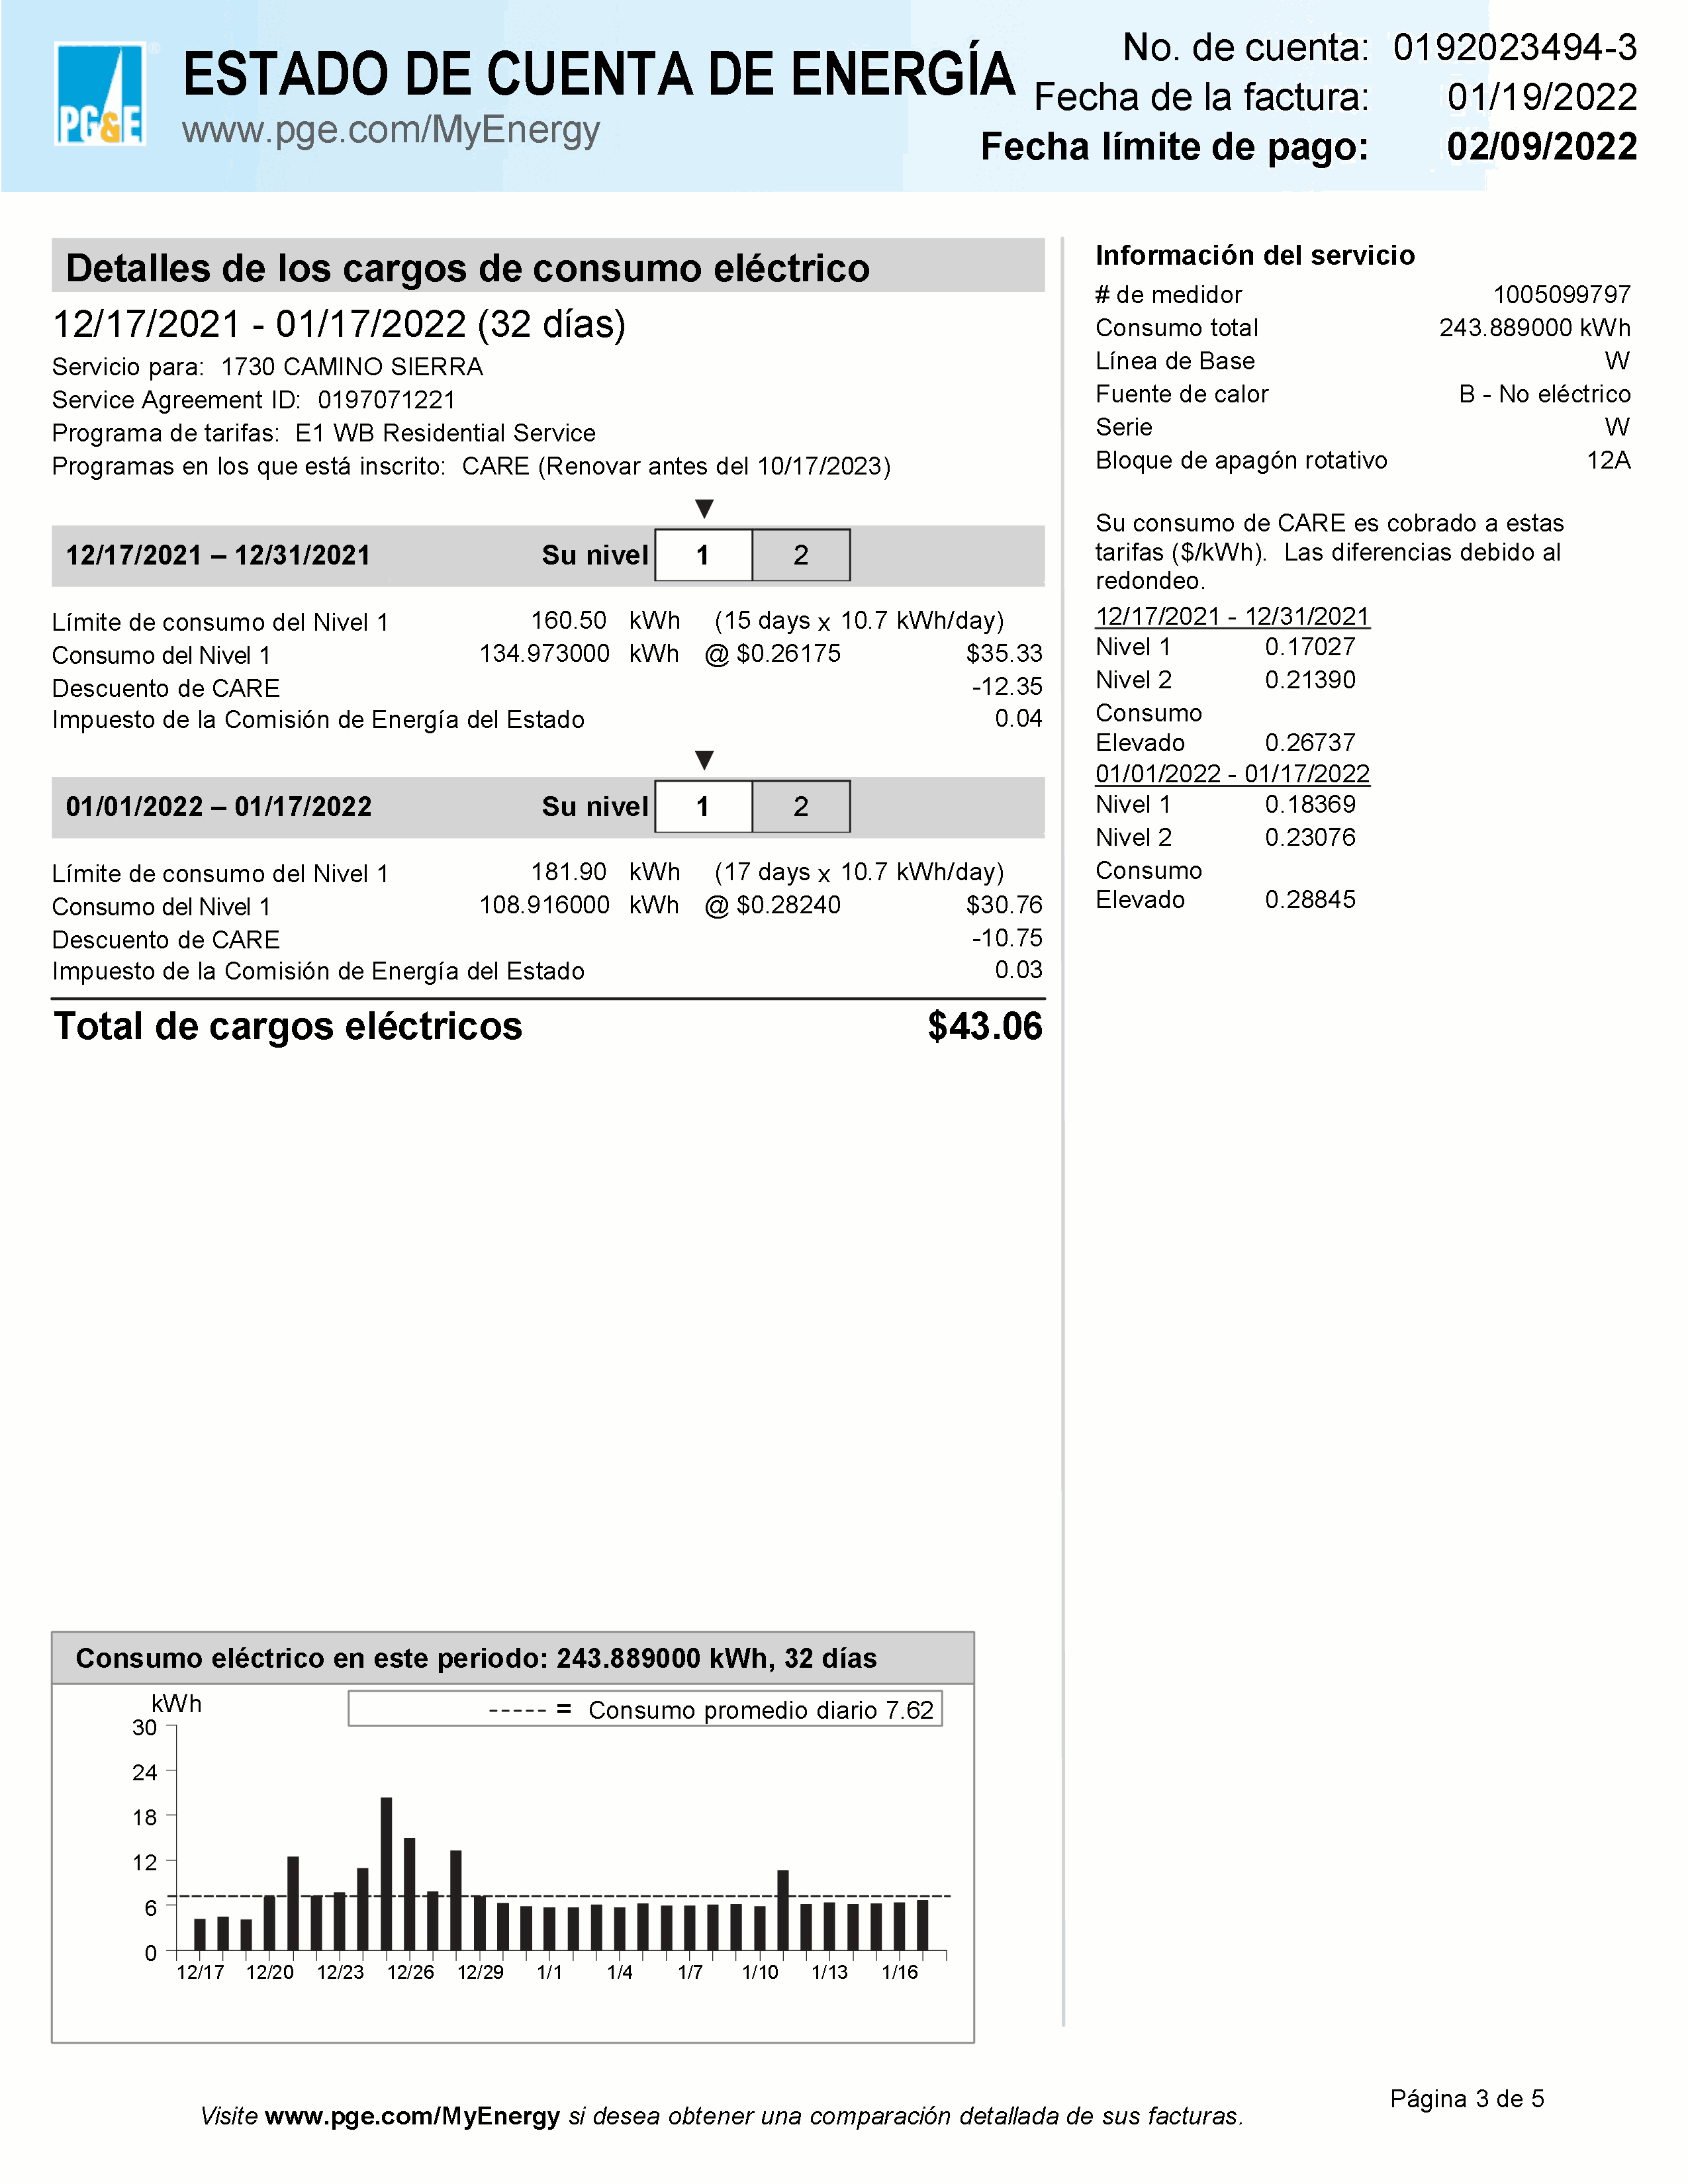 PG&E
ESTADO DE CUENTA DE ENERGÍA
www.pge.com/MyEnergy
No. de cuenta: 0192023494-3
Fecha de la factura: 01/19/2022
Fecha límite de pago: 02/09/2022
Detalles de los cargos de consumo eléctrico
12/17/2021 - 01/17/2022 (32 días)
Servicio para: 1730 CAMINO SIERRA
Service Agreement ID: 0197071221
Programa de tarifas: E1 WB Residential Service
Programas en los que está inscrito: CARE (Renovar antes del 10/17/2023)
▼
12/17/2021 – 12/31/2021 Su nivel 1 2
Límite de consumo del Nivel 1 160.50 kWh (15 days x 10.7 kWh/day)
Consumo del Nivel 1 134.973000 kWh @ $0.26175 $35.33
Descuento de CARE -12.35
Impuesto de la Comisión de Energía del Estado 0.04
▼
01/01/2022 – 01/17/2022 Su nivel 1 2
Límite de consumo del Nivel 1 181.90 kWh (17 days x 10.7 kWh/day)
Consumo del Nivel 1 108.916000 kWh @ $0.28240 $30.76
Descuento de CARE -10.75
Impuesto de la Comisión de Energía del Estado 0.03
Total de cargos eléctricos $43.06
Información del servicio
# de medidor 1005099797
Consumo total 243.889000 kWh
Línea de Base W
Fuente de calor B - No eléctrico
Serie W
Bloque de apagón rotativo 12A
Su consumo de CARE es cobrado a estas
tarifas ($/kWh). Las diferencias debido al
redondeo.
12/17/2021 - 12/31/2021
Nivel 1 0.17027
Nivel 2 0.21390
Consumo
Elevado 0.26737
01/01/2022 - 01/17/2022
Nivel 1 0.18369
Nivel 2 0.23076
Consumo
Elevado 0.28845
Consumo eléctrico en este periodo: 243.889000 kWh, 32 días
kWh
----- = Consumo promedio diario 7.62
30
24
18
12
6
0
12/17 12/20 12/23 12/26 12/29 1/1 1/4 1/7 1/10 1/13 1/16
Visite www.pge.com/MyEnergy si desea obtener una comparación detallada de sus facturas.
Página 3 de 5